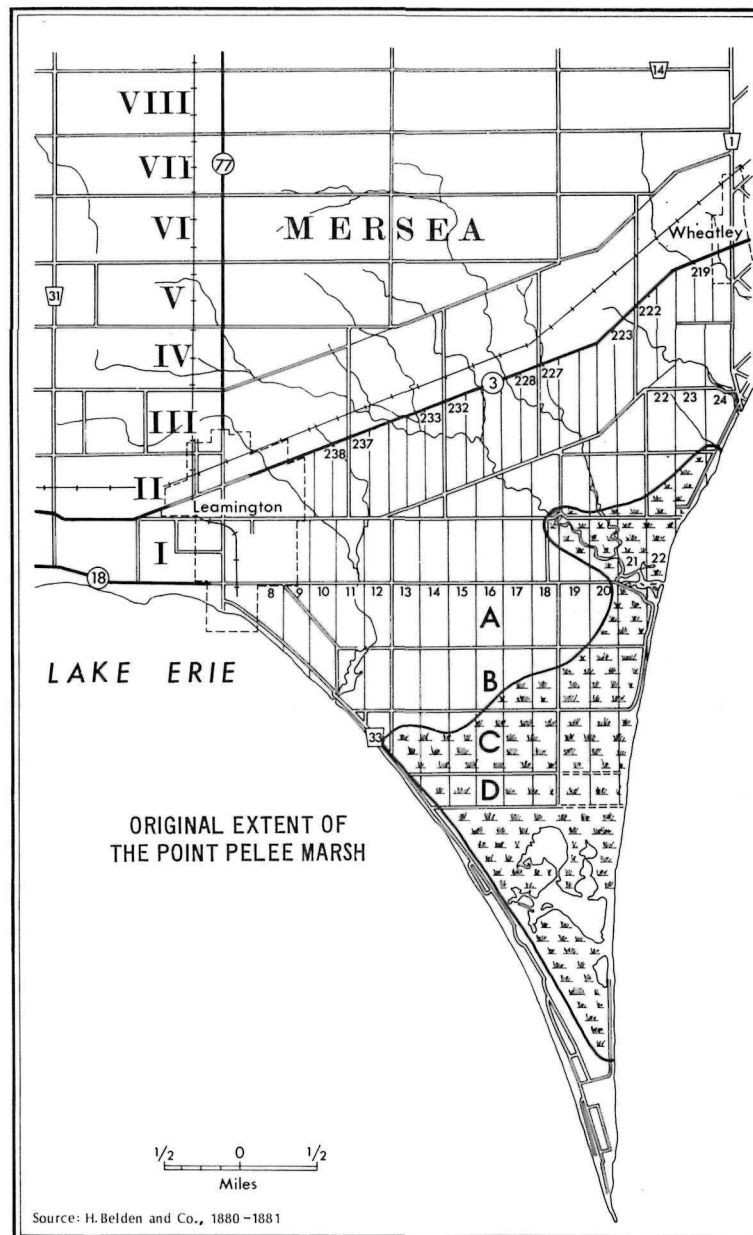 VIII
14
VII
77
1
VI
MERSEA
Wheatley
31
V
219
222
IV
223
227
3
228
232
22 23 24
233
III
237
238
II
Leamington
I
21 22
18
8 9 10 11 12 13 14 15 16 17 18 19 20
A
LAKE ERIE
B
33
C
D
ORIGINAL EXTENT OF
THE POINT PELEE MARSH
1/2 0 1/2
Miles
Source: H. Belden and Co., 1880-1881